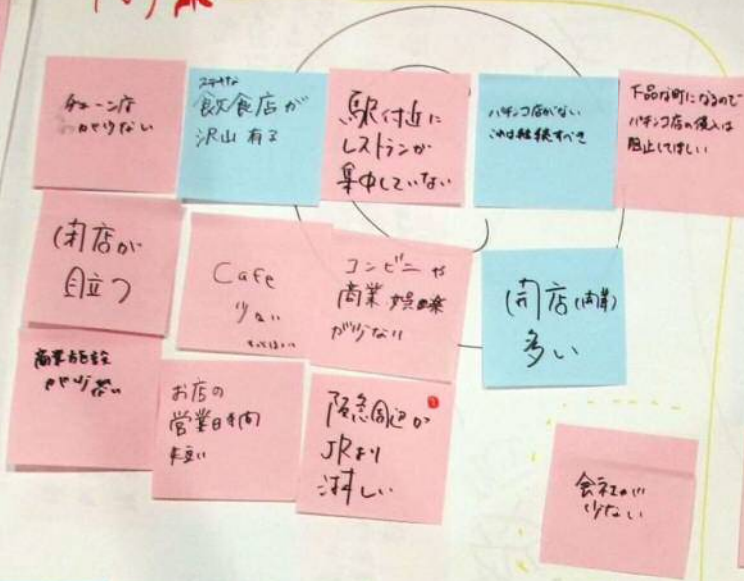 チェーン店
が少ない
ステキな
飲食店が
沢山有る
駅付近に
レストランが
集中していない
パチンコ店がない
これは継続すべき
下品な町になるので
パチンコ店の侵入は
阻止してほしい
閉店が
目立つ
Cafe
少ない
コンビニや
商業 娯楽
が少ない
閉店(商業)
多い
商業施設
がやや少ない
お店の
営業時間
短い
阪急周辺が
JRより
淋しい
会社が
少ない